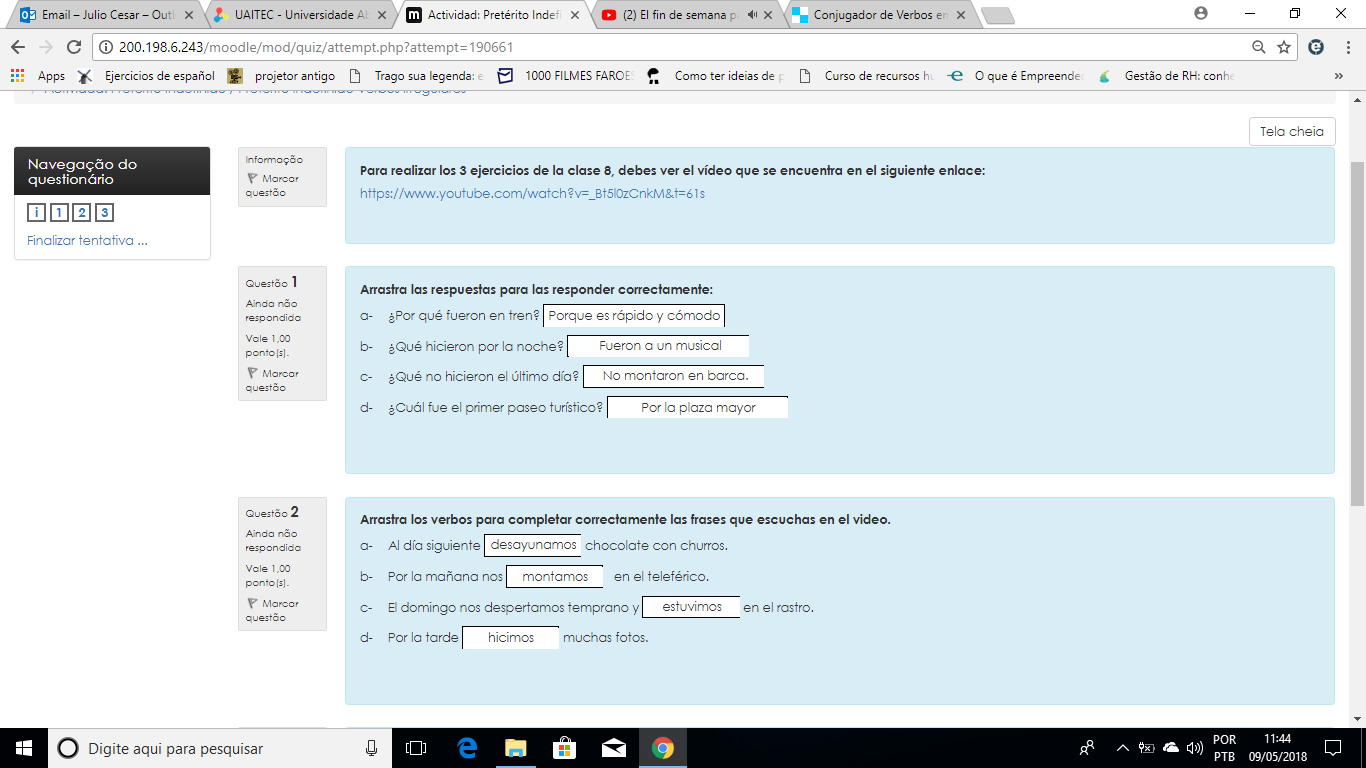 Email – Julio Cesar – Outl
UAITEC - Universidade Ab
Actividad: Pretérito Indefi
(2) El fin de semana p
Conjugador de Verbos en
200.198.6.243/moodle/mod/quiz/attempt.php?attempt=190661
Apps
Ejercicios de español
projetor antigo
Trago sua legenda: e
1000 FILMES FAROES
Como ter ideias de p
Curso de recursos hu
O que é Empreended
Gestão de RH: conhe
»
/ Actividad: Pretérito Indefinido / Pretérito Indefinido Verbos Irregulares
Tela cheia
Navegação do
questionário
i 1 2 3
Finalizar tentativa ...
Informação
Marcar
questão
Para realizar los 3 ejercicios de la clase 8, debes ver el vídeo que se encuentra en el siguiente enlace:
https://www.youtube.com/watch?v=_Bt5l0zCnkM&t=61s
Questão 1
Ainda não
respondida
Vale 1,00
ponto(s).
Marcar
questão
Arrastra las respuestas para las responder correctamente:
a- ¿Por qué fueron en tren? Porque es rápido y cómodo
b- ¿Qué hicieron por la noche? Fueron a un musical
c- ¿Qué no hicieron el último día? No montaron en barca.
d- ¿Cuál fue el primer paseo turístico? Por la plaza mayor
Questão 2
Ainda não
respondida
Vale 1,00
ponto(s).
Marcar
questão
Arrastra los verbos para completar correctamente las frases que escuchas en el video.
a- Al día siguiente desayunamos chocolate con churros.
b- Por la mañana nos montamos en el teleférico.
c- El domingo nos despertamos temprano y estuvimos en el rastro.
d- Por la tarde hicimos muchas fotos.
Digite aqui para pesquisar
POR
PTB
11:44
09/05/2018